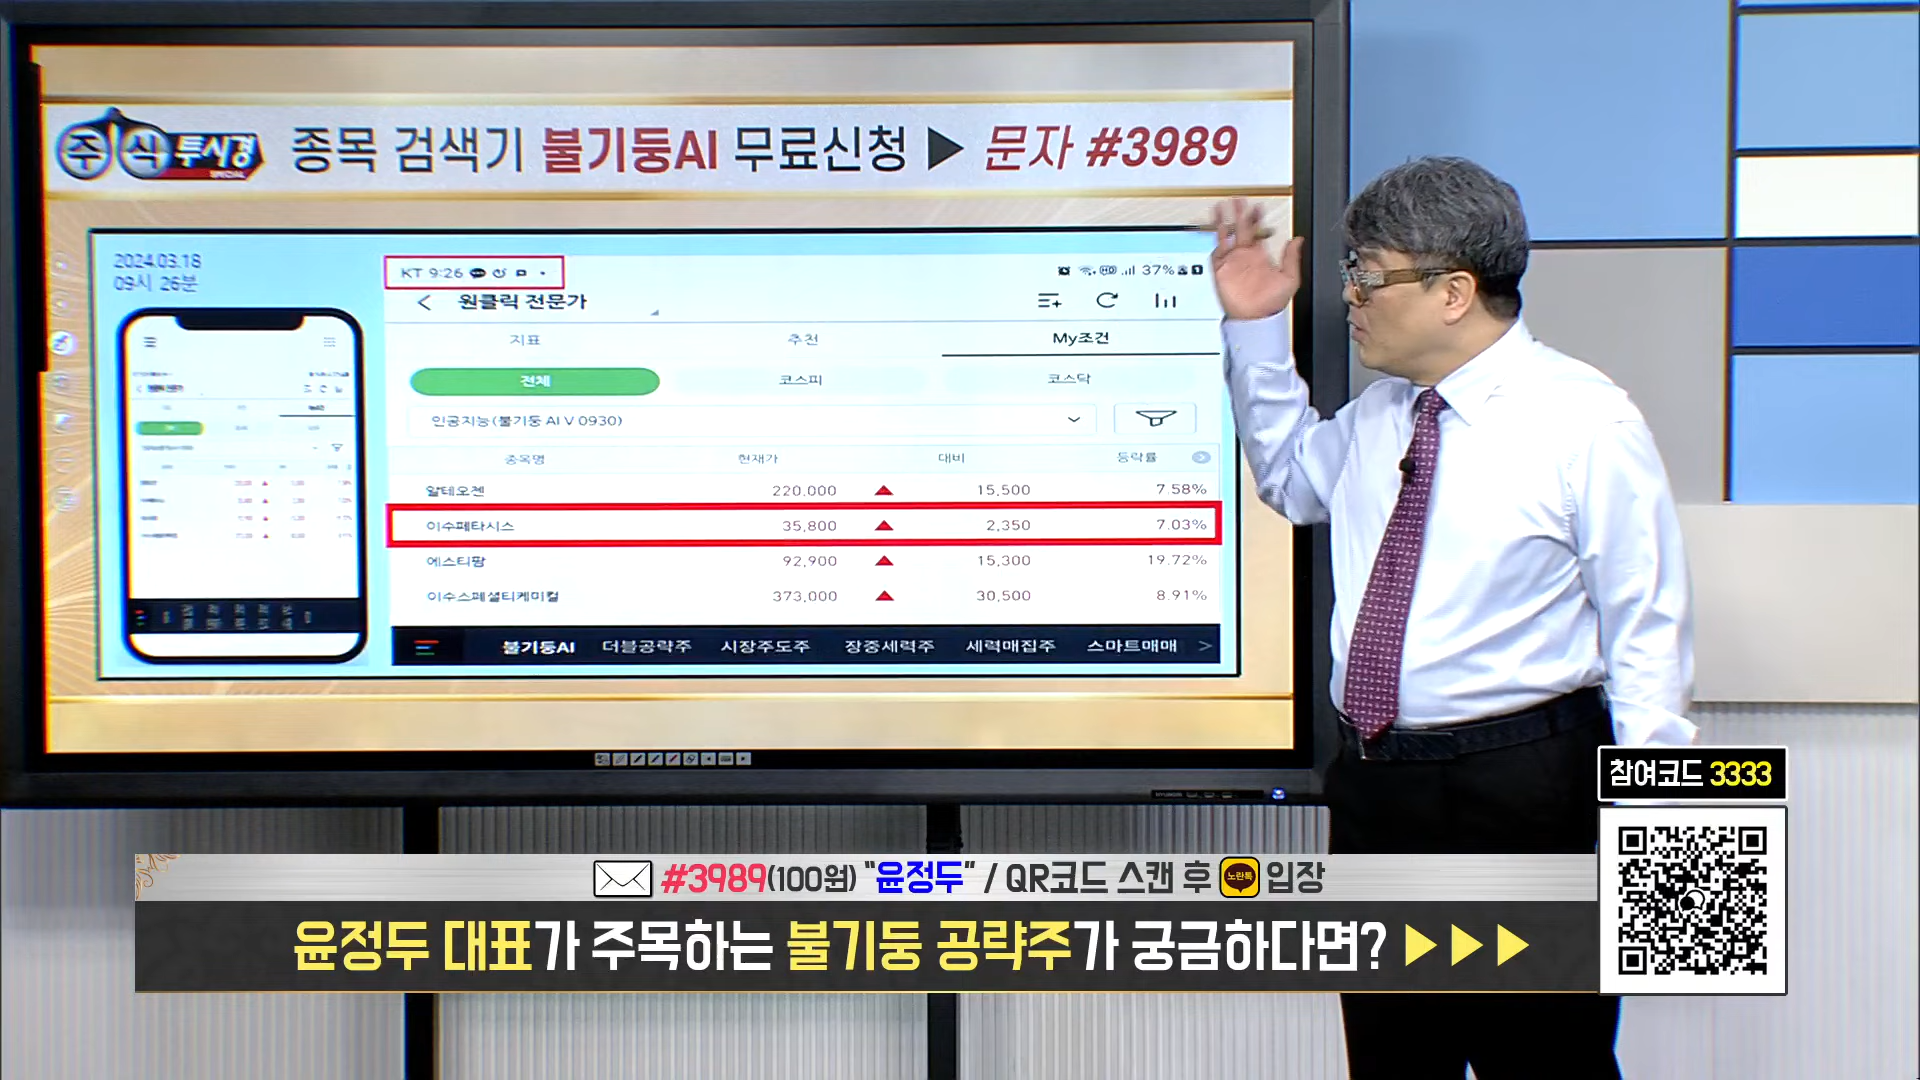 주식투시경 SPECIAL 종목 검색기 불기둥AI 무료신청 ▶ 문자 #3989
2024.03.18
09시 26분
KT 9:26
37%
원클릭 전문가
지표 추천 My조건
전체 코스피 코스닥
인공지능(불기둥 AI V 0930)
종목명 현재가 대비 등락률
알테오젠 220,000 ▲ 15,500 7.58%
이수페타시스 35,800 ▲ 2,350 7.03%
에스티팜 92,900 ▲ 15,300 19.72%
이수스페셜티케미컬 373,000 ▲ 30,500 8.91%
불기둥AI 더블공략주 시장주도주 장중세력주 세력매집주 스마트매매 >
참여코드 3333
#3989(100원) "윤정두" / QR코드 스캔 후 노란톡 입장
윤정두 대표가 주목하는 불기둥 공략주가 궁금하다면? ▶▶▶